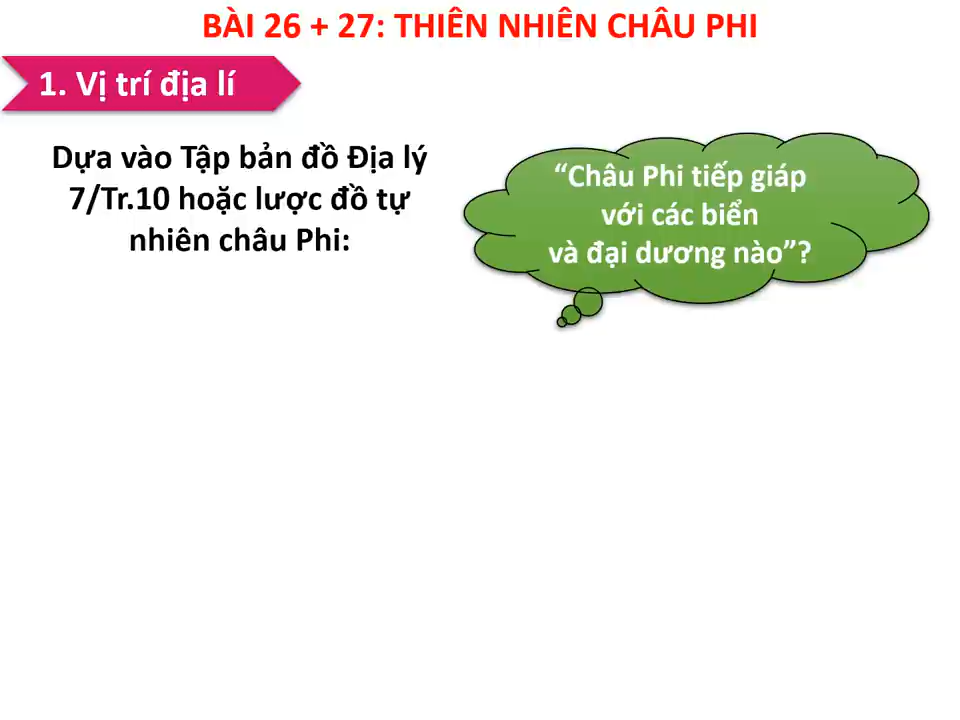 BÀI 26 + 27: THIÊN NHIÊN CHÂU PHI
1. Vị trí địa lí
Dựa vào Tập bản đồ Địa lý
7/Tr.10 hoặc lược đồ tự
nhiên châu Phi:
“Châu Phi tiếp giáp
với các biển
và đại dương nào”?